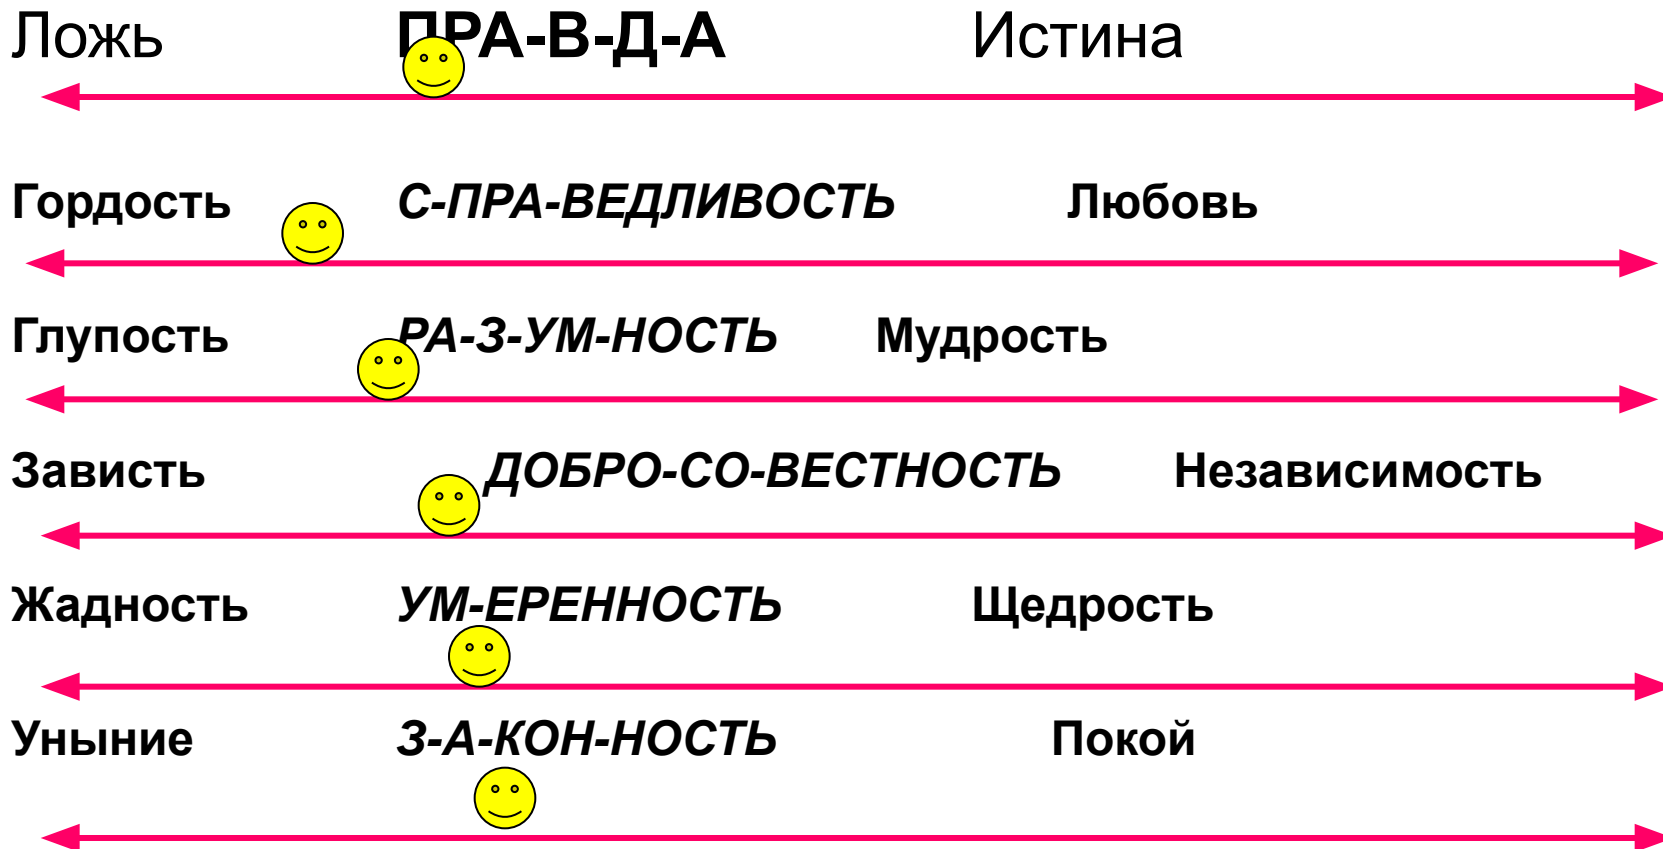 Ложь ПРА-В-Д-А Истина
Гордость С-ПРА-ВЕДЛИВОСТЬ Любовь
Глупость РА-З-УМ-НОСТЬ Мудрость
Зависть ДОБРО-СО-ВЕСТНОСТЬ Независимость
Жадность УМ-ЕРЕННОСТЬ Щедрость
Уныние З-А-КОН-НОСТЬ Покой